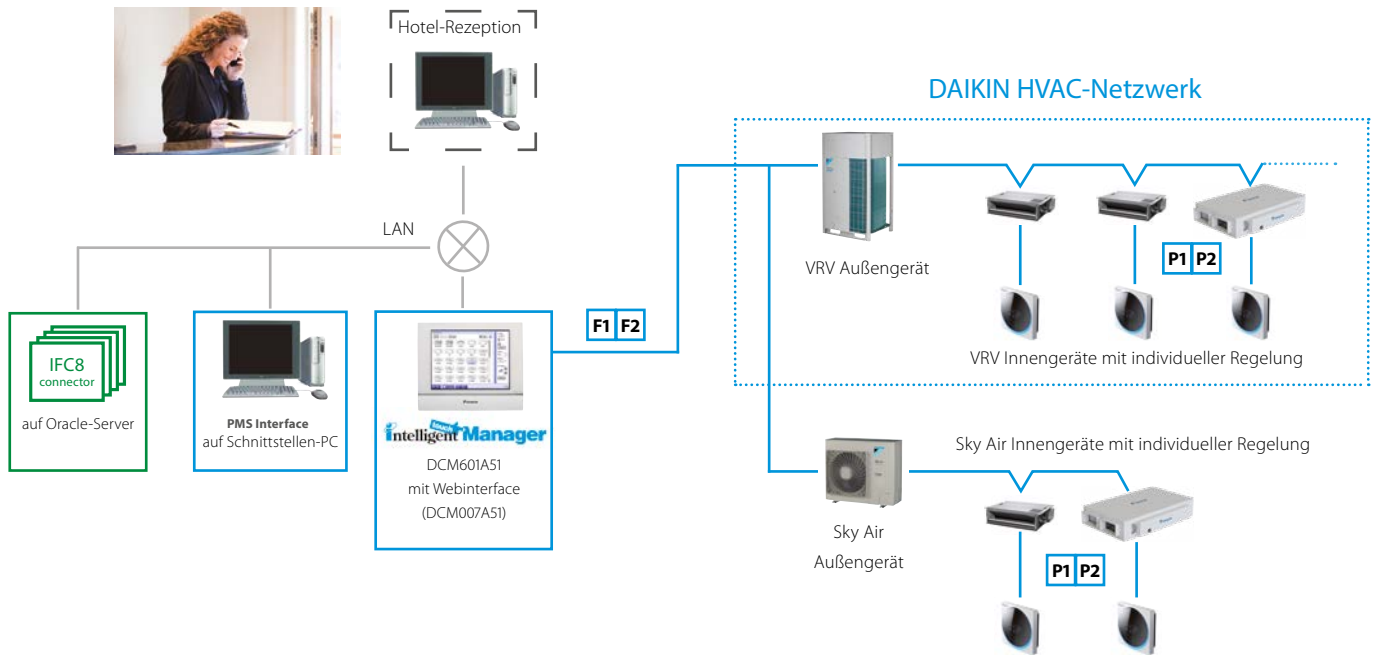 Hotel-Rezeption
DAIKIN HVAC-Netzwerk
LAN
VRV Außengerät
P1 P2
F1 F2
VRV Innengeräte mit individueller Regelung
IFC8
connector
auf Oracle-Server
PMS Interface
auf Schnittstellen-PC
intelligent touch Manager
DCM601A51
mit Webinterface
(DCM007A51)
Sky Air Innengeräte mit individueller Regelung
Sky Air
Außengerät
P1 P2